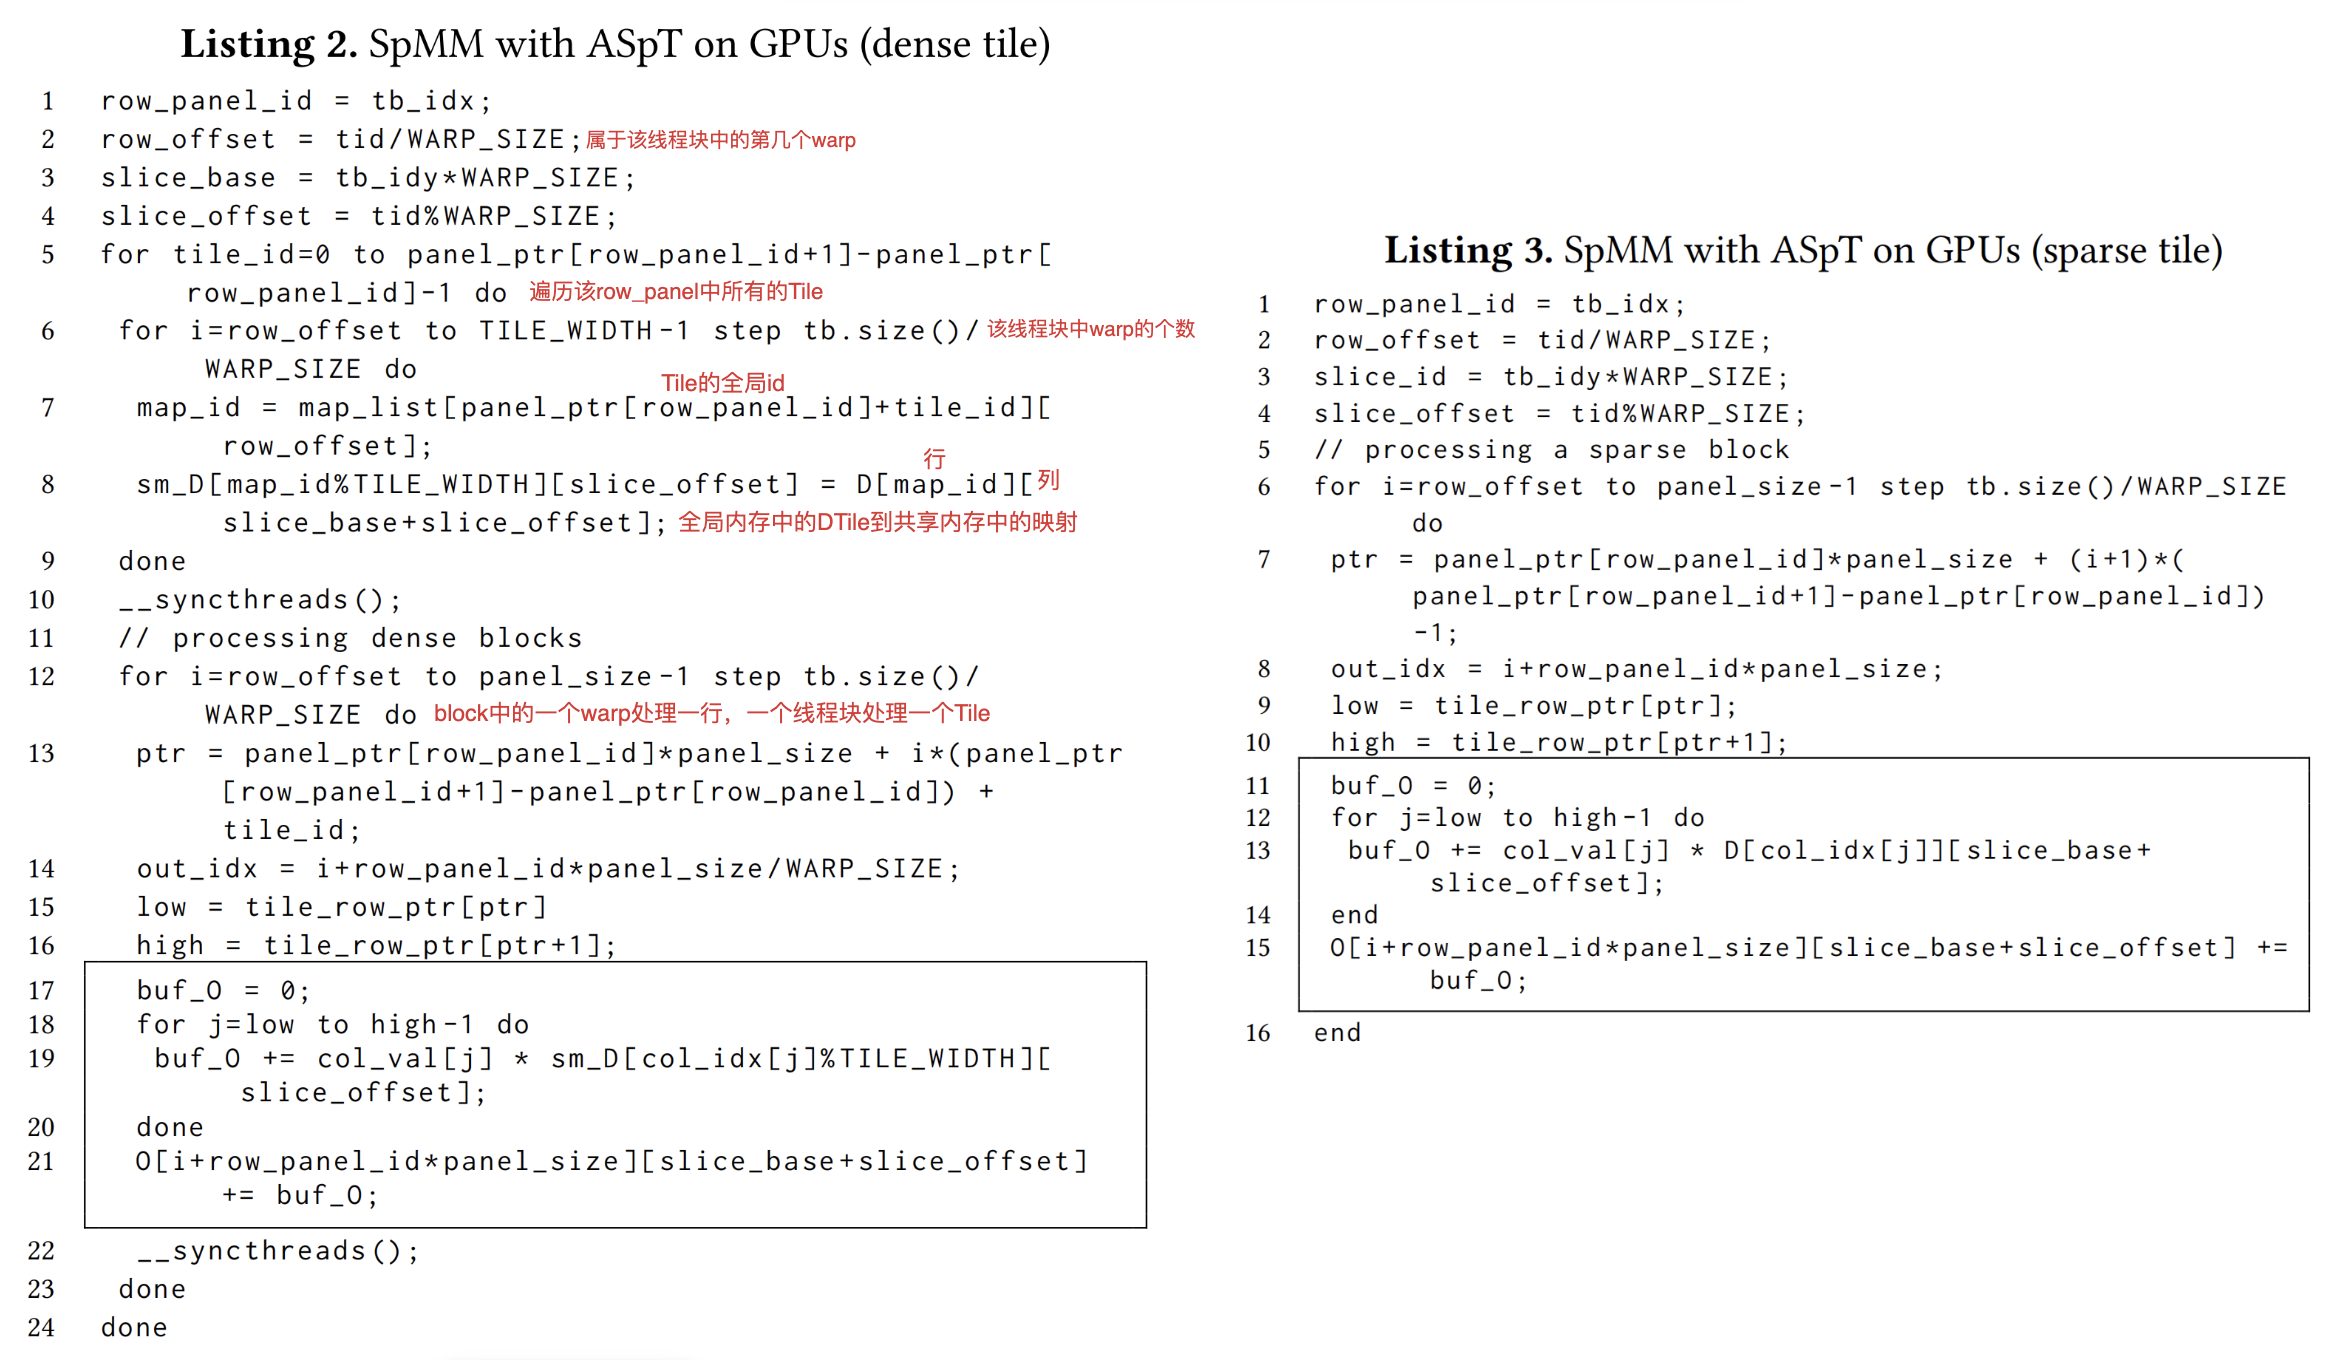 Listing 2. SpMM with ASpT on GPUs (dense tile)
1 row_panel_id = tb_idx;
2 row_offset = tid/WARP_SIZE; 属于该线程块中的第几个warp
3 slice_base = tb_idy*WARP_SIZE;
4 slice_offset = tid%WARP_SIZE;
5 for tile_id=0 to panel_ptr[row_panel_id+1]-panel_ptr[
row_panel_id]-1 do 遍历该row_panel中所有的Tile
6 for i=row_offset to TILE_WIDTH-1 step tb.size()/ 该线程块中warp的个数
WARP_SIZE do
Tile的全局id
7 map_id = map_list[panel_ptr[row_panel_id]+tile_id][
row_offset];
行
8 sm_D[map_id%TILE_WIDTH][slice_offset] = D[map_id][ 列
slice_base+slice_offset]; 全局内存中的DTile到共享内存中的映射
9 done
10 __syncthreads();
11 // processing dense blocks
12 for i=row_offset to panel_size-1 step tb.size()/
WARP_SIZE do block中的一个warp处理一行，一个线程块处理一个Tile
13 ptr = panel_ptr[row_panel_id]*panel_size + i*(panel_ptr
[row_panel_id+1]-panel_ptr[row_panel_id]) +
tile_id;
14 out_idx = i+row_panel_id*panel_size/WARP_SIZE;
15 low = tile_row_ptr[ptr]
16 high = tile_row_ptr[ptr+1];
17 buf_O = 0;
18 for j=low to high-1 do
19 buf_O += col_val[j] * sm_D[col_idx[j]%TILE_WIDTH][
slice_offset];
20 done
21 O[i+row_panel_id*panel_size][slice_base+slice_offset]
+= buf_O;
22 __syncthreads();
23 done
24 done
Listing 3. SpMM with ASpT on GPUs (sparse tile)
1 row_panel_id = tb_idx;
2 row_offset = tid/WARP_SIZE;
3 slice_id = tb_idy*WARP_SIZE;
4 slice_offset = tid%WARP_SIZE;
5 // processing a sparse block
6 for i=row_offset to panel_size-1 step tb.size()/WARP_SIZE
do
7 ptr = panel_ptr[row_panel_id]*panel_size + (i+1)*(
panel_ptr[row_panel_id+1]-panel_ptr[row_panel_id])
-1;
8 out_idx = i+row_panel_id*panel_size;
9 low = tile_row_ptr[ptr];
10 high = tile_row_ptr[ptr+1];
11 buf_O = 0;
12 for j=low to high-1 do
13 buf_O += col_val[j] * D[col_idx[j]][slice_base+
slice_offset];
14 end
15 O[i+row_panel_id*panel_size][slice_base+slice_offset] +=
buf_O;
16 end